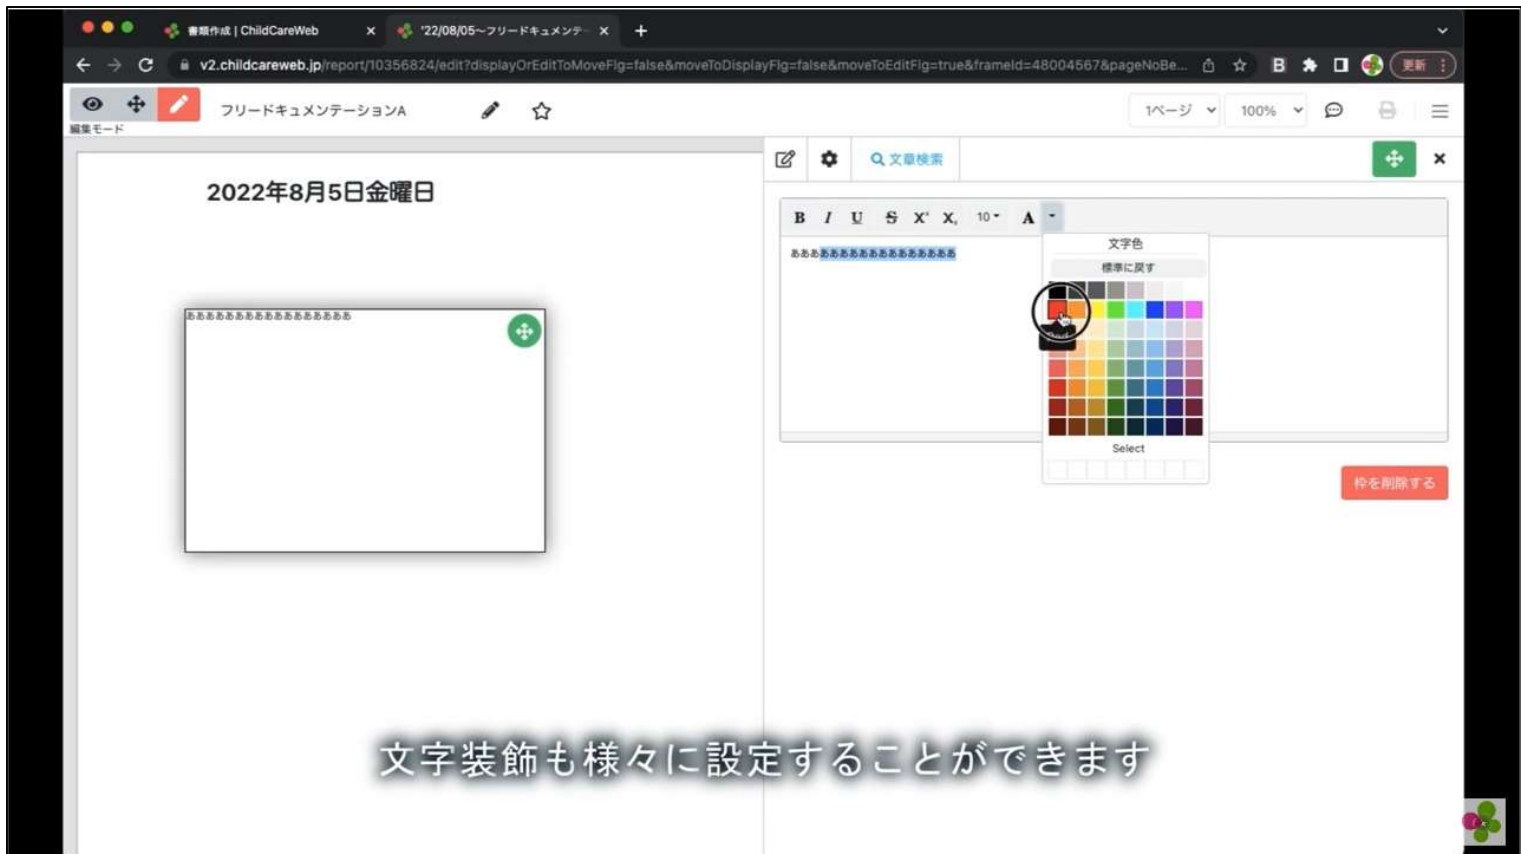 書類作成 | ChildCareWeb
'22/08/05〜フリードキュメンテー
v2.childcareweb.jp/report/10356824/edit?displayOrEditToMoveFlg=false&moveToDisplayFlg=false&moveToEditFlg=true&frameId=48004567&pageNoBe...
更新
編集モード
フリードキュメンテーションA
1ページ
100%
文章検索
2022年8月5日金曜日
B I U S X X 10 A
文字色
標準に戻す
あああああああああああああああああ
あああああああああああああああああ
Select
枠を削除する
文字装飾も様々に設定することができます